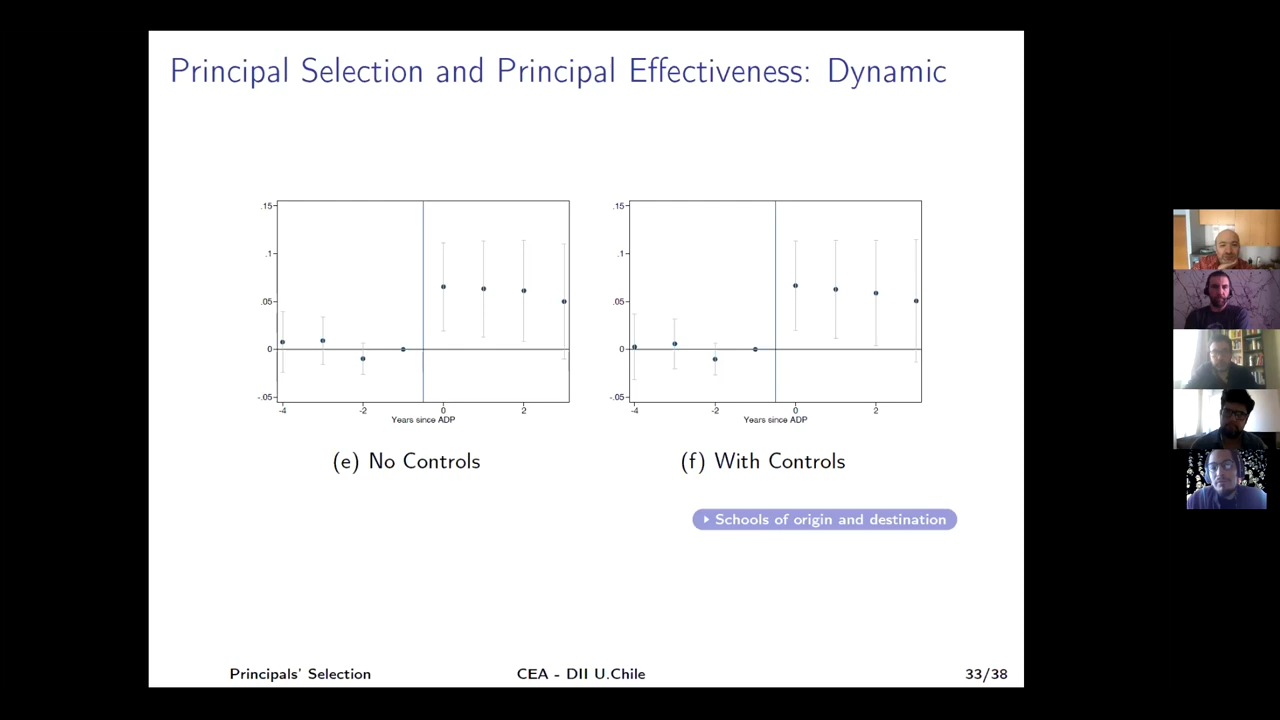 Principal Selection and Principal Effectiveness: Dynamic
.15
.1
.05
0
-.05
-4
-2
0
2
Years since ADP
(e) No Controls
.15
.1
.05
0
-.05
-4
-2
0
2
Years since ADP
(f) With Controls
Schools of origin and destination
Principals' Selection
CEA - DII U.Chile
33/38